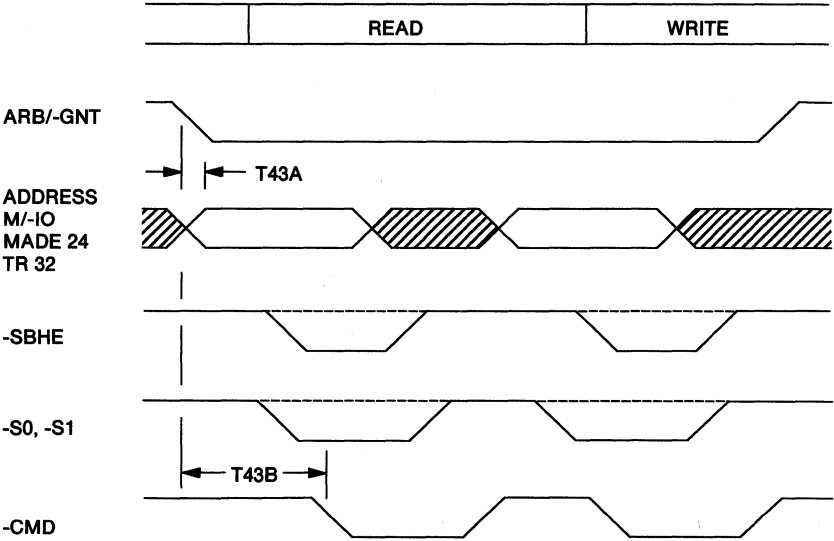 READ WRITE
ARB/-GNT
T43A
ADDRESS
M/-IO
MADE 24
TR 32
-SBHE
-S0, -S1
T43B
-CMD